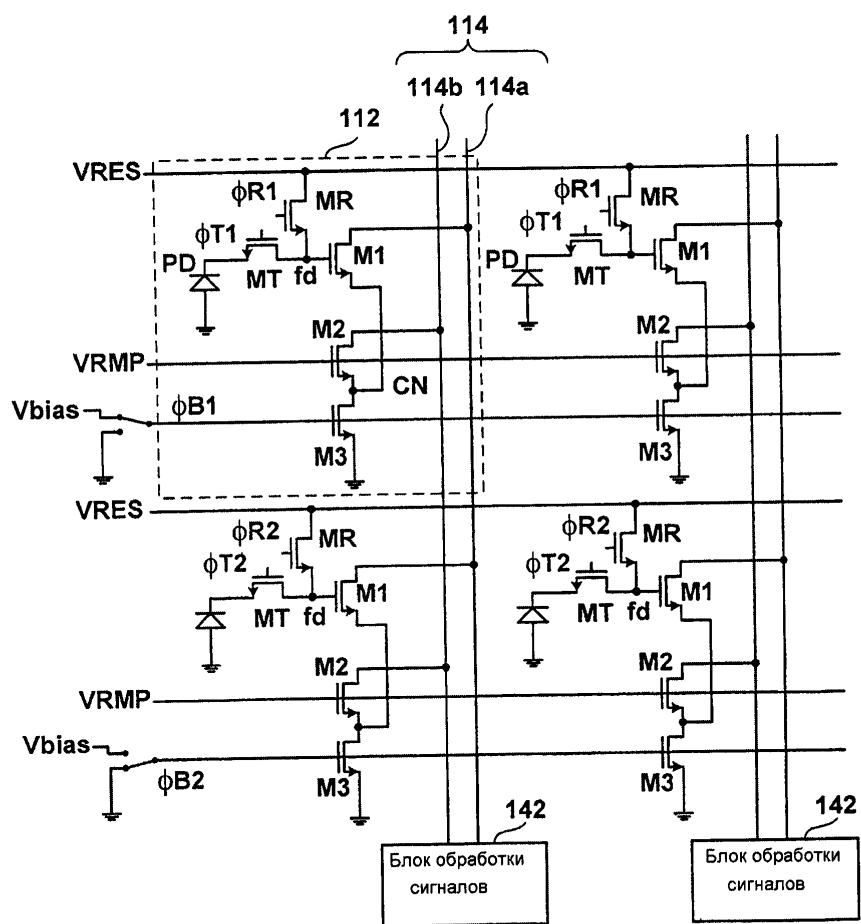 114
114b 114a
112
VRES
ϕR1 MR ϕR1 MR
ϕT1 ϕT1
PD MT fd M1 PD MT M1
M2 M2
VRMP
CN
Vbias ϕB1
M3 M3
VRES
ϕR2 MR ϕR2 MR
ϕT2 ϕT2
MT fd M1 MT fd M1
M2 M2
VRMP
Vbias
ϕB2 M3 M3
142 142
Блок обработки Блок обработки
сигналов сигналов